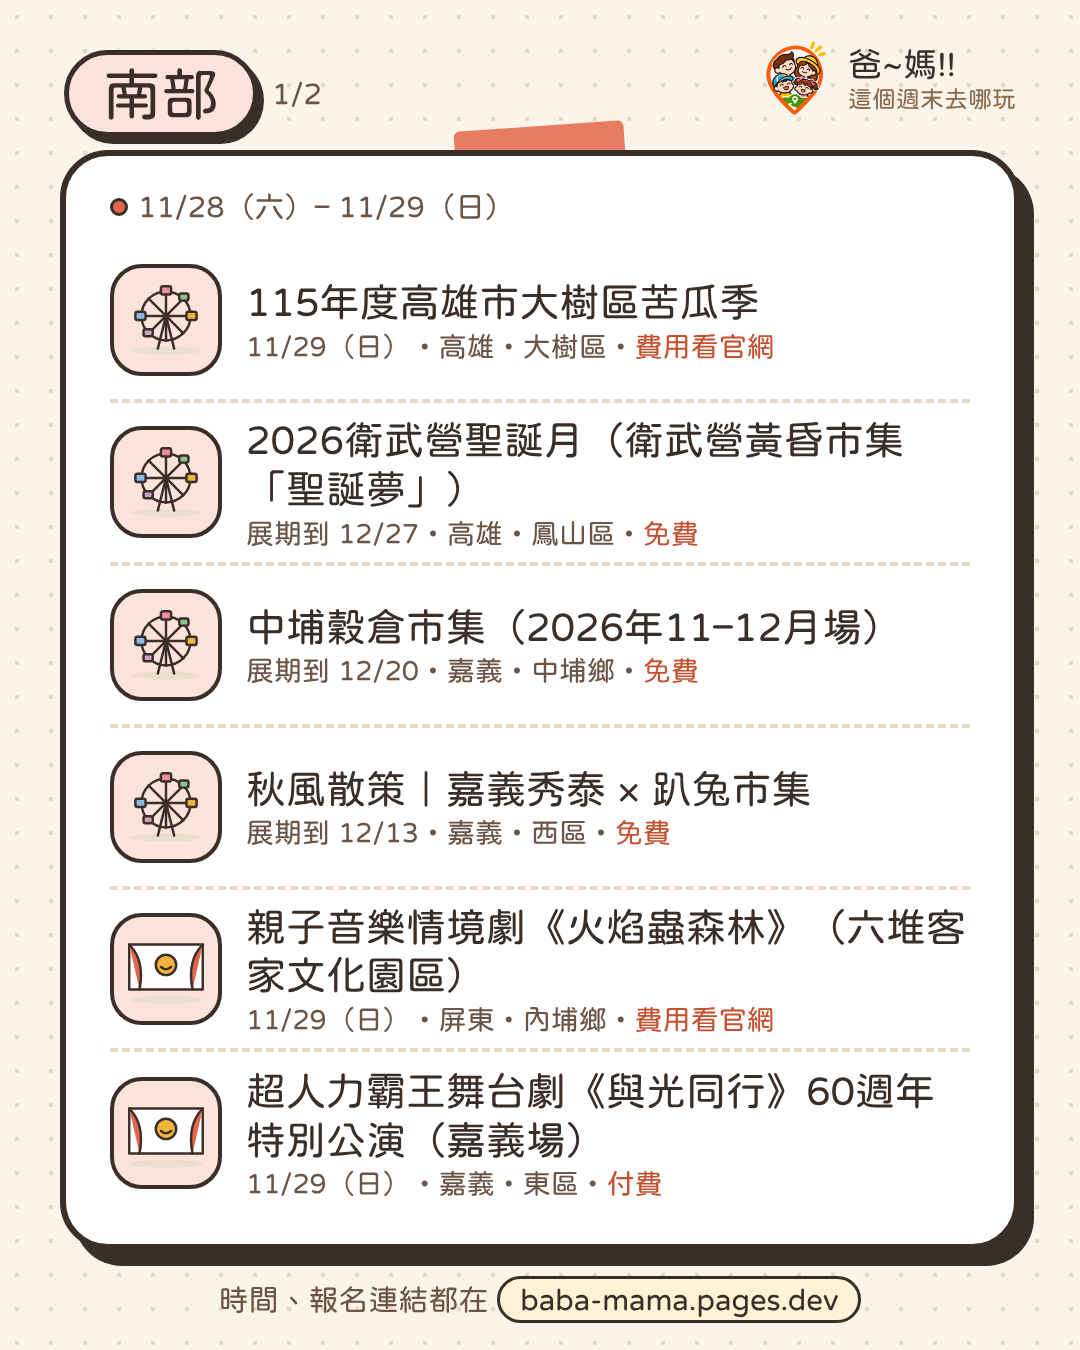 南部
1/2
爸~媽!!
這個週末去哪玩
11/28（六）– 11/29（日）
115年度高雄市大樹區苦瓜季
11/29（日）・高雄・大樹區・費用看官網
2026衛武營聖誕月（衛武營黃昏市集
「聖誕夢」）
展期到 12/27・高雄・鳳山區・免費
中埔穀倉市集（2026年11–12月場）
展期到 12/20・嘉義・中埔鄉・免費
秋風散策｜嘉義秀泰 × 趴兔市集
展期到 12/13・嘉義・西區・免費
親子音樂情境劇《火焰蟲森林》（六堆客
家文化園區）
11/29（日）・屏東・內埔鄉・費用看官網
超人力霸王舞台劇《與光同行》60週年
特別公演（嘉義場）
11/29（日）・嘉義・東區・付費
時間、報名連結都在 baba-mama.pages.dev